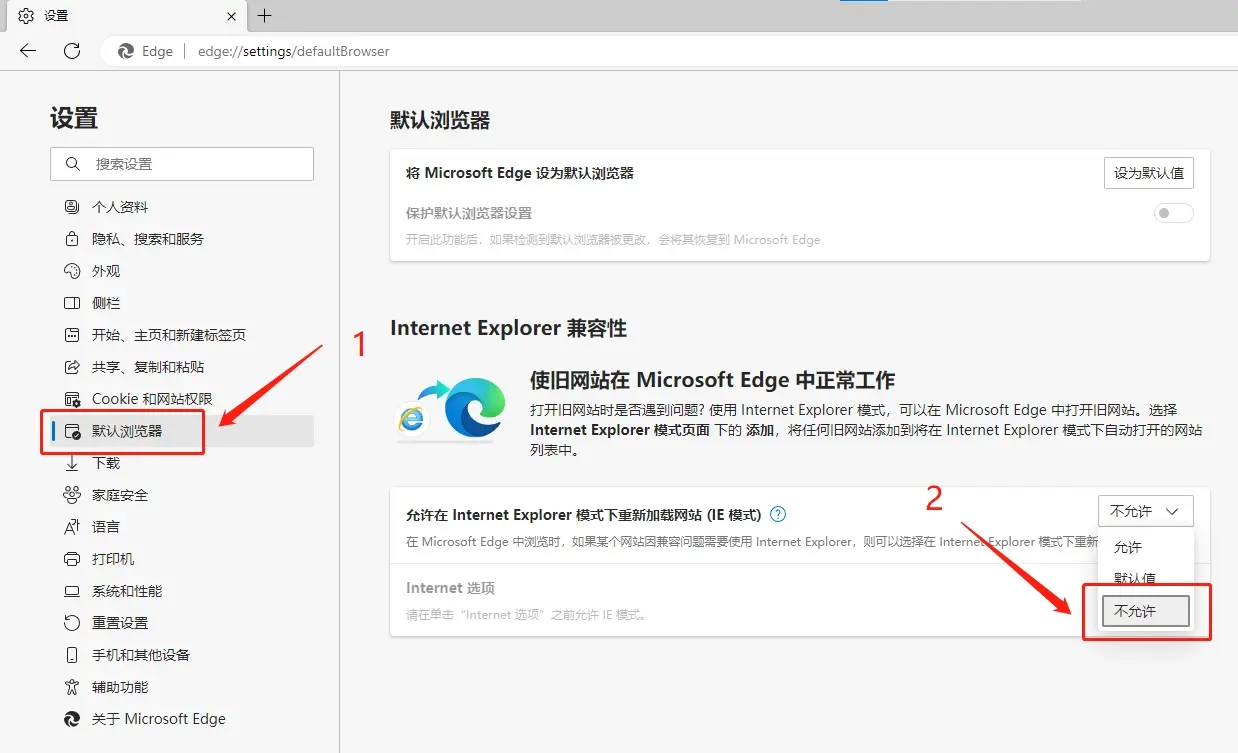 设置
Edge
edge://settings/defaultBrowser
设置
搜索设置
个人资料
隐私、搜索和服务
外观
侧栏
开始、主页和新建标签页
共享、复制和粘贴
Cookie 和网站权限
默认浏览器
下载
家庭安全
语言
打印机
系统和性能
重置设置
手机和其他设备
辅助功能
关于 Microsoft Edge
1
默认浏览器
将 Microsoft Edge 设为默认浏览器
设为默认值
保护默认浏览器设置
开启此功能后，如果检测到默认浏览器被更改，会将其恢复到 Microsoft Edge
Internet Explorer 兼容性
使旧网站在 Microsoft Edge 中正常工作
打开旧网站时是否遇到问题? 使用 Internet Explorer 模式，可以在 Microsoft Edge 中打开旧网站。选择
Internet Explorer 模式页面 下的 添加，将任何旧网站添加到将在 Internet Explorer 模式下自动打开的网站
列表中。
2
允许在 Internet Explorer 模式下重新加载网站 (IE 模式)
不允许
在 Microsoft Edge 中浏览时，如果某个网站因兼容问题需要使用 Internet Explorer，则可以选择在 Internet Explorer 模式下重新
允许
默认值
不允许
Internet 选项
请在单击“Internet 选项”之前允许 IE 模式。